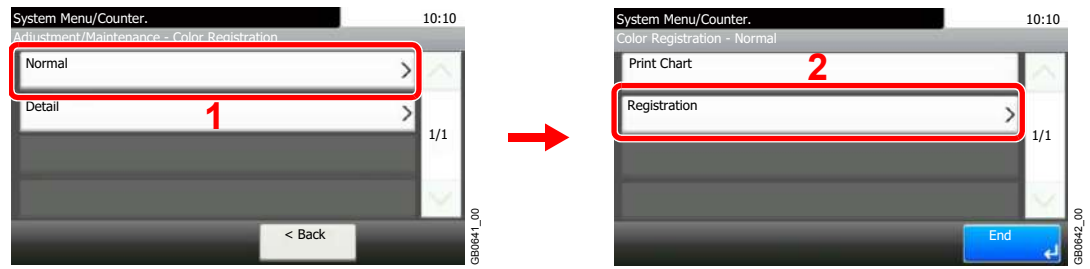 System Menu/Counter.
10:10
Adjustment/Maintenance - Color Registration
Normal
Detail
1
1/1
< Back
GB0641_00
System Menu/Counter.
10:10
Color Registration - Normal
Print Chart
2
Registration
1/1
End
GB0642_00